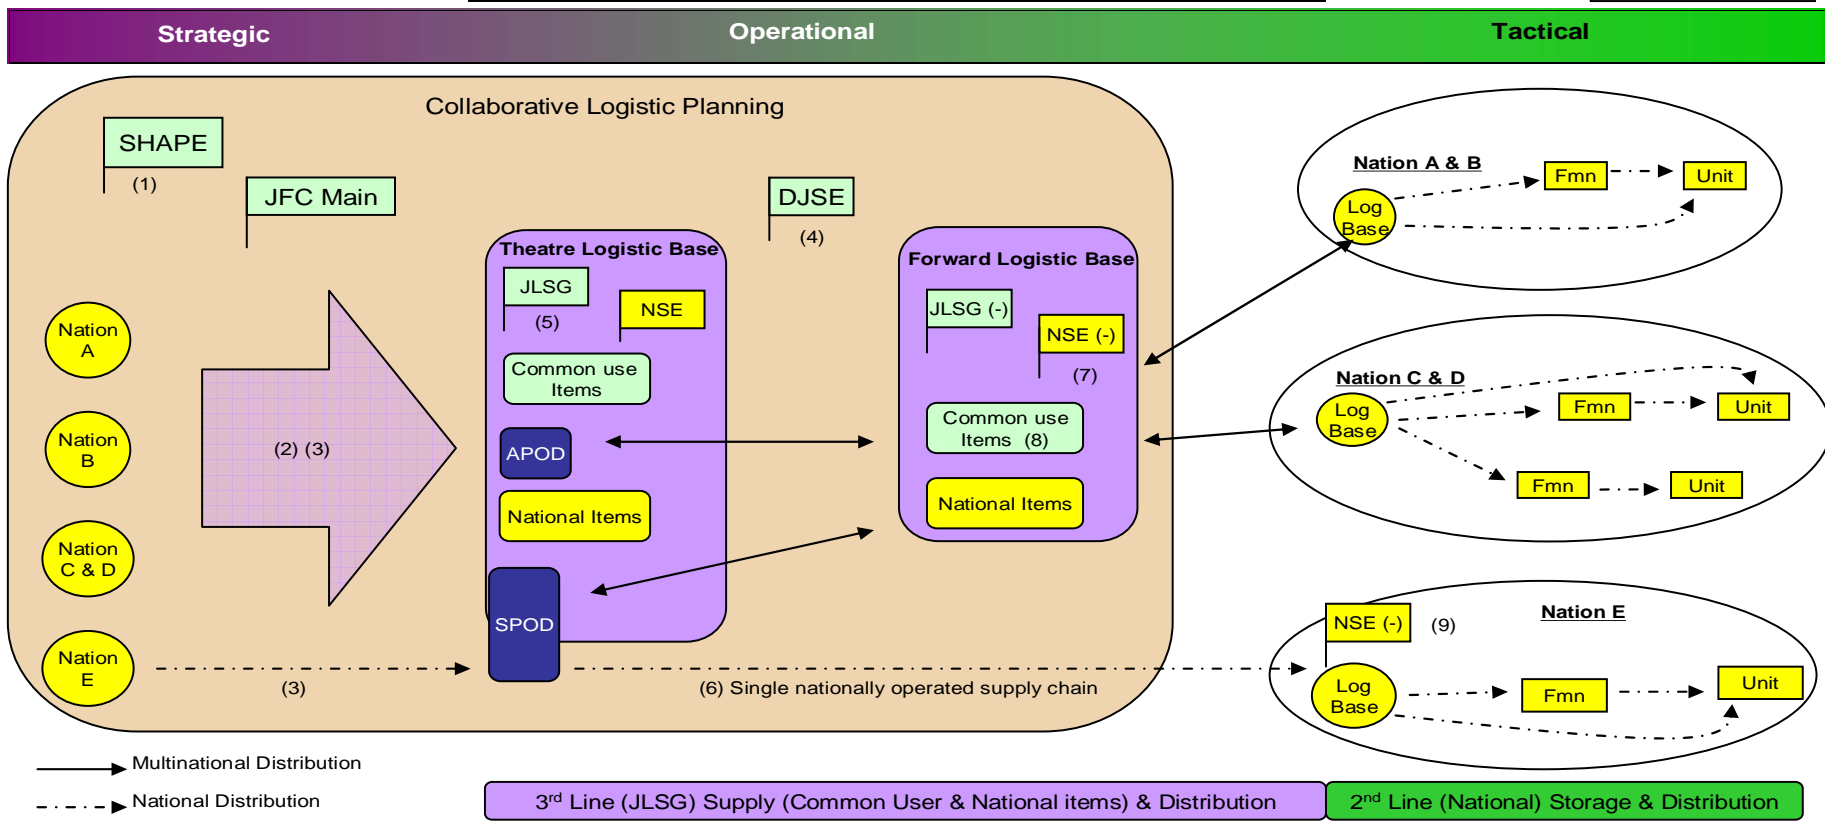 Strategic
Operational
Tactical
Collaborative Logistic Planning
SHAPE
(1)
JFC Main
DJSE
(4)
Nation
A
Nation
B
Nation
C & D
Nation
E
(2) (3)
(3)
Theatre Logistic Base
JLSG
(5)
NSE
Common use
Items
APOD
National Items
SPOD
(6) Single nationally operated supply chain
Forward Logistic Base
JLSG (-)
NSE (-)
(7)
Common use
Items (8)
National Items
Nation A & B
Log
Base
Fmn
Unit
Nation C & D
Log
Base
Fmn
Unit
Fmn
Unit
Nation E
NSE (-)
(9)
Log
Base
Fmn
Unit
Multinational Distribution
National Distribution
3rd Line (JLSG) Supply (Common User & National items) & Distribution
2nd Line (National) Storage & Distribution